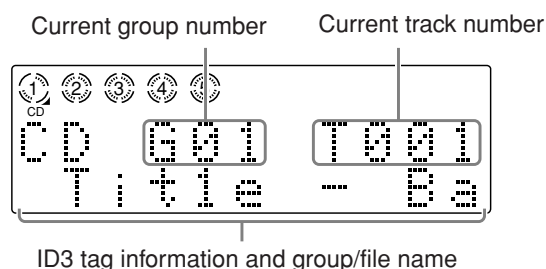 Current group number
Current track number
1 2 3 4 5
CD
CD G01 T001
Title - Ba
ID3 tag information and group/file name